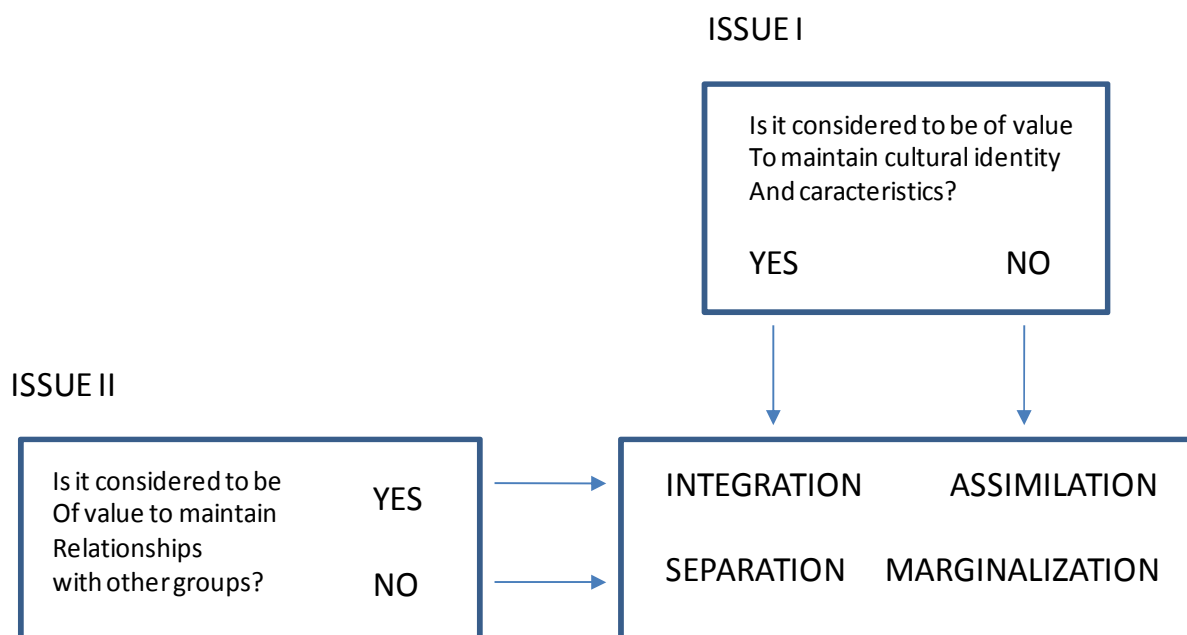 ISSUE I
Is it considered to be of value
To maintain cultural identity
And caracteristics?
YES NO
ISSUE II
Is it considered to be
Of value to maintain
Relationships
with other groups?
YES
NO
INTEGRATION ASSIMILATION
SEPARATION MARGINALIZATION